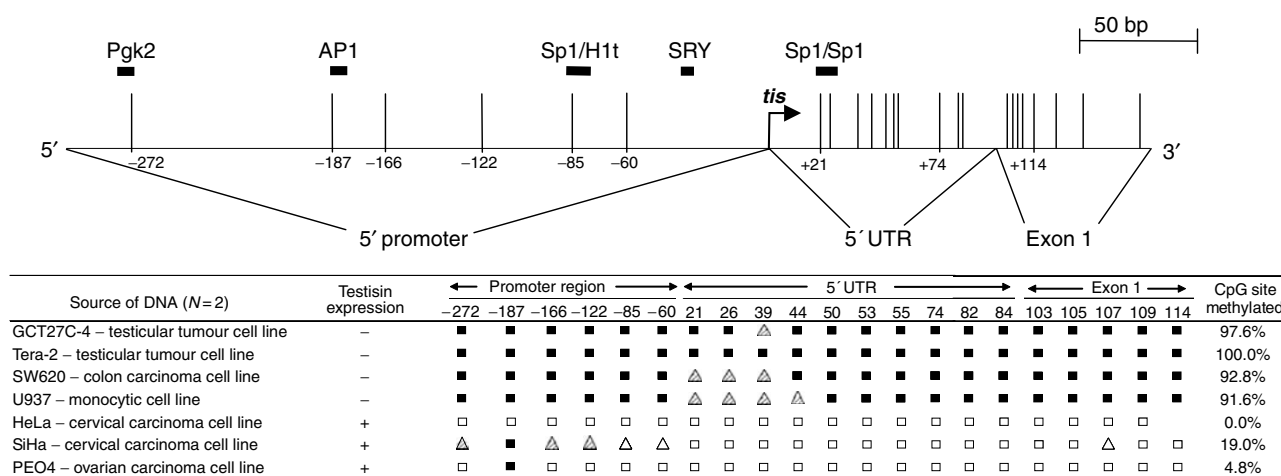 50 bp
Pgk2 AP1 Sp1/H1t SRY Sp1/Sp1
tis
5′ −272 −187 −166 −122 −85 −60 +21 +74 +114 3′
5′ promoter 5′ UTR Exon 1
Source of DNA (N=2) Testisin expression Promoter region 5′ UTR Exon 1 CpG site methylated
−272 −187 −166 −122 −85 −60 21 26 39 44 50 53 55 74 82 84 103 105 107 109 114
GCT27C-4 – testicular tumour cell line − 97.6%
Tera-2 – testicular tumour cell line − 100.0%
SW620 – colon carcinoma cell line − 92.8%
U937 – monocytic cell line − 91.6%
HeLa – cervical carcinoma cell line + 0.0%
SiHa – cervical carcinoma cell line + 19.0%
PEO4 – ovarian carcinoma cell line + 4.8%